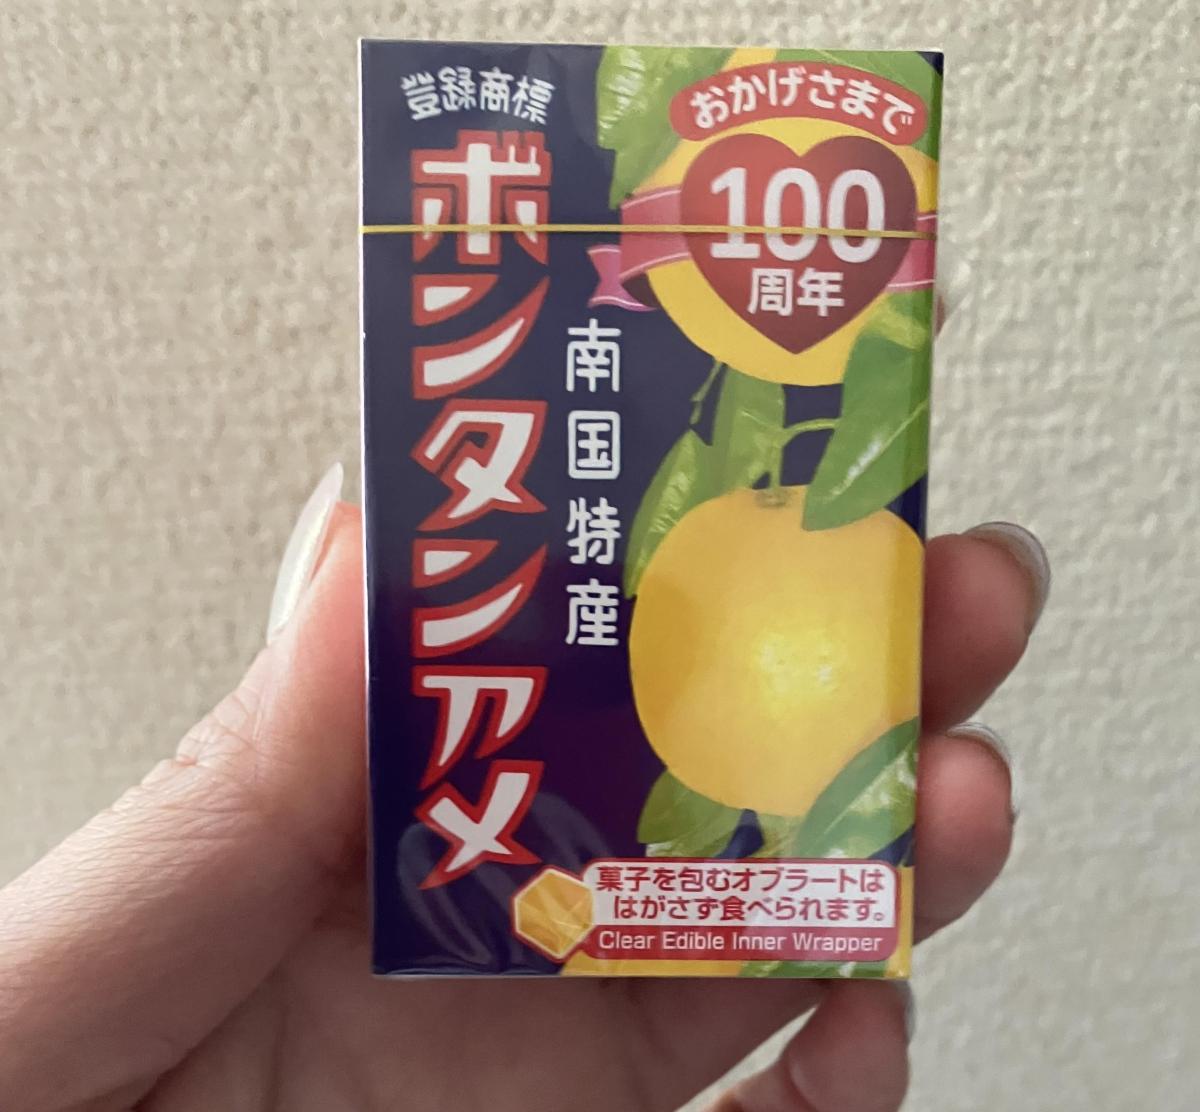 登録商標
ボンタンアメ
南国特産
おかげさまで
100
周年
菓子を包むオブラートは
はがさず食べられます。
Clear Edible Inner Wrapper